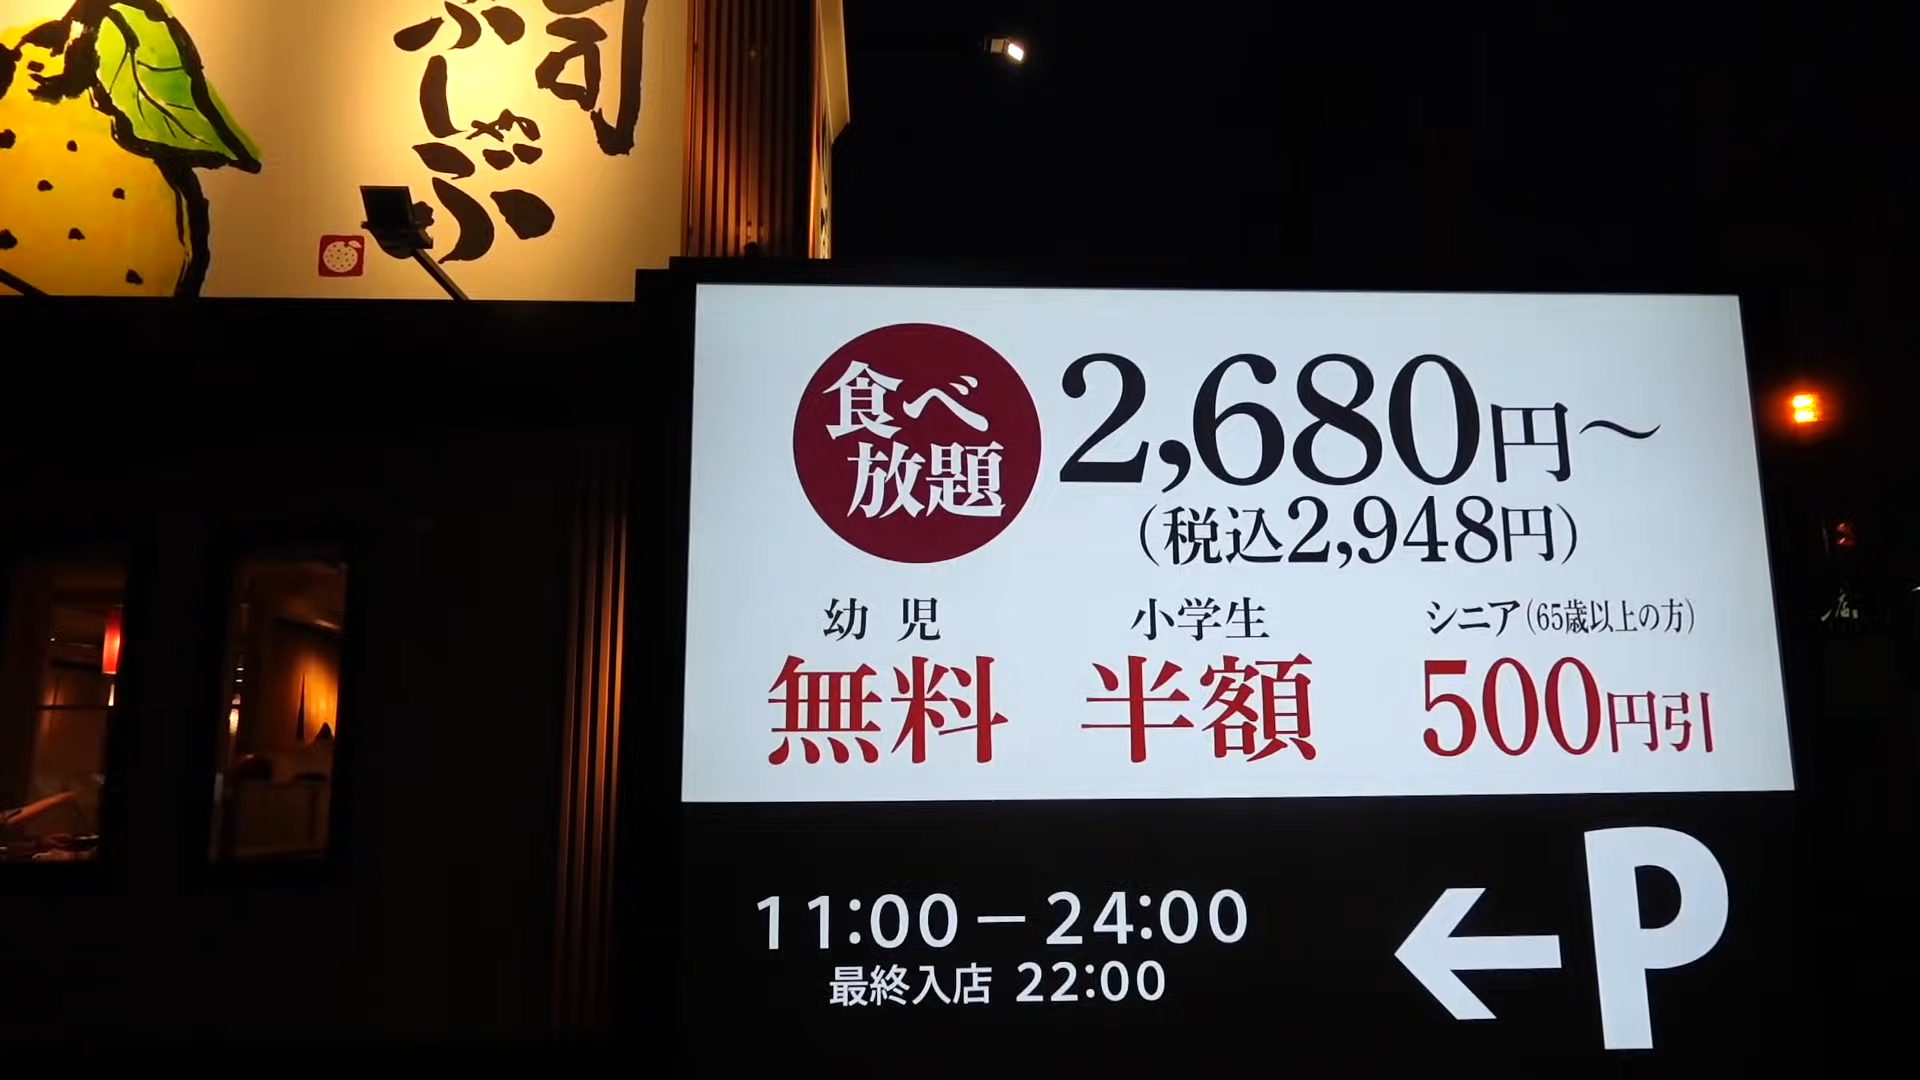 司
ぶしゃぶ
食べ
放題
2,680円～
(税込2,948円)
幼児
無料
小学生
半額
シニア(65歳以上の方)
500円引
11:00－24:00
最終入店 22:00
←P